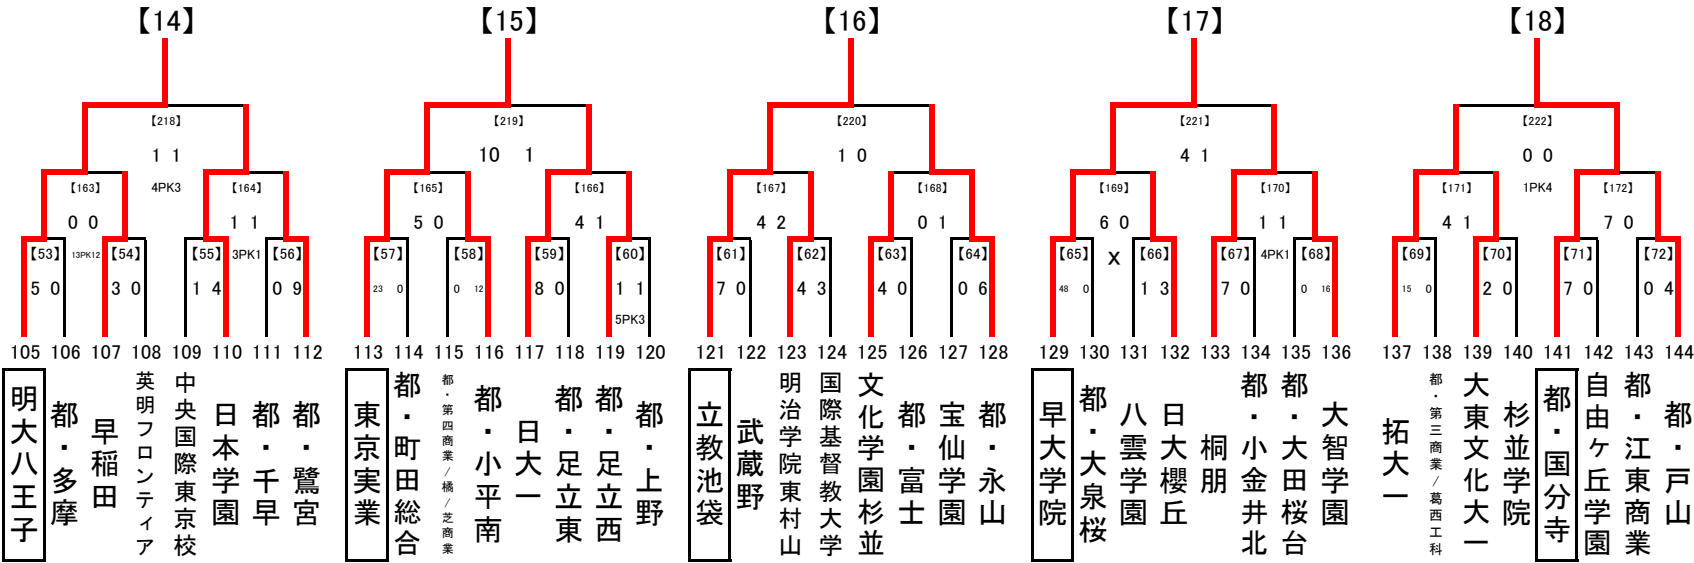 【14】 【15】 【16】 【17】 【18】
【218】 【219】 【220】 【221】 【222】
1 1 10 1 1 0 4 1 0 0
4PK3 1PK4
【163】 【164】 【165】 【166】 【167】 【168】 【169】 【170】 【171】 【172】
0 0 1 1 5 0 4 1 4 2 0 1 6 0 1 1 4 1 7 0
13PK12 3PK1 x 4PK1
【53】 【54】 【55】 【56】 【57】 【58】 【59】 【60】 【61】 【62】 【63】 【64】 【65】 【66】 【67】 【68】 【69】 【70】 【71】 【72】
5 0 3 0 1 4 0 9 23 0 0 12 8 0 1 1 7 0 4 3 4 0 0 6 48 0 1 3 7 0 0 16 15 0 2 0 7 0 0 4
5PK3
105 106 107 108 109 110 111 112 113 114 115 116 117 118 119 120 121 122 123 124 125 126 127 128 129 130 131 132 133 134 135 136 137 138 139 140 141 142 143 144
明大八王子
都・多摩
早稲田
英明フロンティア
中央国際東京校
日本学園
都・千早
都・鷺宮
東京実業
都・町田総合
都・第四商業/橘/芝商業
都・小平南
日大一
都・足立東
都・足立西
都・上野
立教池袋
武蔵野
明治学院東村山
国際基督教大学
文化学園杉並
都・富士
宝仙学園
都・永山
早大学院
都・大泉桜
八雲学園
日大櫻丘
桐朋
都・小金井北
都・大田桜台
大智学園
拓大一
都・第三商業/葛西工科
大東文化大一
杉並学院
都・国分寺
自由ヶ丘学園
都・江東商業
都・戸山